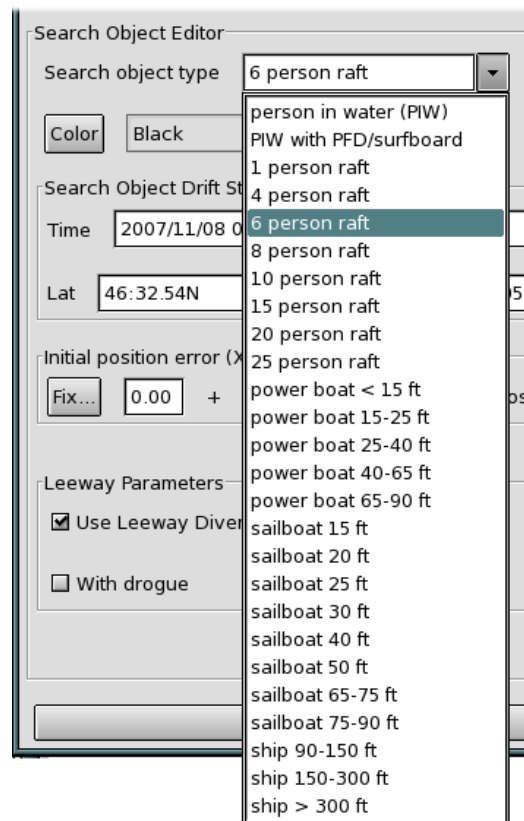 Search Object Editor
Search object type 6 person raft
Color Black
Search Object Drift St
Time 2007/11/08 0
Lat 46:32.54N
Initial position error (X
Fix... 0.00 +
Leeway Parameters
Use Leeway Diver
With drogue
person in water (PIW)
PIW with PFD/surfboard
1 person raft
4 person raft
6 person raft
8 person raft
10 person raft
15 person raft
20 person raft
25 person raft
power boat < 15 ft
power boat 15-25 ft
power boat 25-40 ft
power boat 40-65 ft
power boat 65-90 ft
sailboat 15 ft
sailboat 20 ft
sailboat 25 ft
sailboat 30 ft
sailboat 40 ft
sailboat 50 ft
sailboat 65-75 ft
sailboat 75-90 ft
ship 90-150 ft
ship 150-300 ft
ship > 300 ft